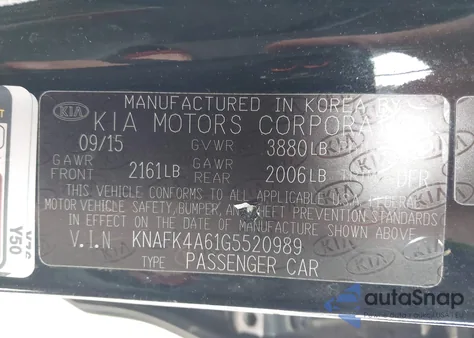 MANUFACTURED IN KOREA BY
KIA KIA MOTORS CORPORA
09/15 GVWR 3880LB
GAWR FRONT 2161LB GAWR REAR 2006LB
THIS VEHICLE CONFORMS TO ALL APPLICABLE U.S.A. FEDERAL
MOTOR VEHICLE SAFETY, BUMPER, AND THEFT PREVENTION STANDARDS
IN EFFECT ON THE DATE OF MANUFACTURE SHOWN ABOVE.
V.I.N. KNAFK4A61G5520989
TYPE PASSENGER CAR
Y50
autoSnap